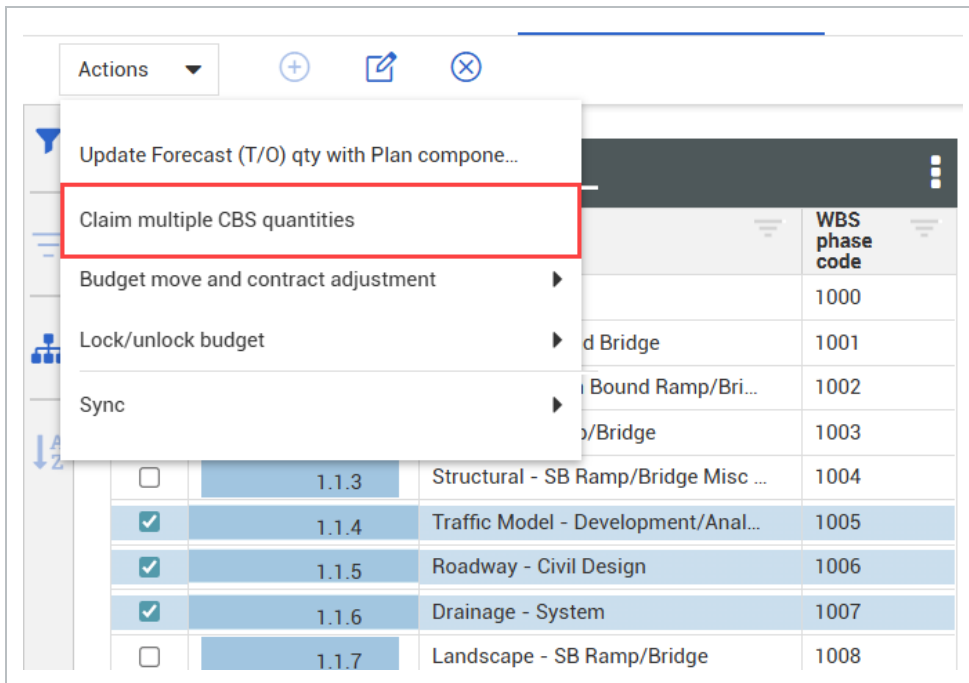 Actions
Update Forecast (T/O) qty with Plan compone...
Claim multiple CBS quantities
Budget move and contract adjustment
Lock/unlock budget
Sync
WBS
phase
code
1000
d Bridge 1001
Bound Ramp/Bri... 1002
/Bridge 1003
1.1.3 Structural - SB Ramp/Bridge Misc ... 1004
1.1.4 Traffic Model - Development/Anal... 1005
1.1.5 Roadway - Civil Design 1006
1.1.6 Drainage - System 1007
1.1.7 Landscape - SB Ramp/Bridge 1008